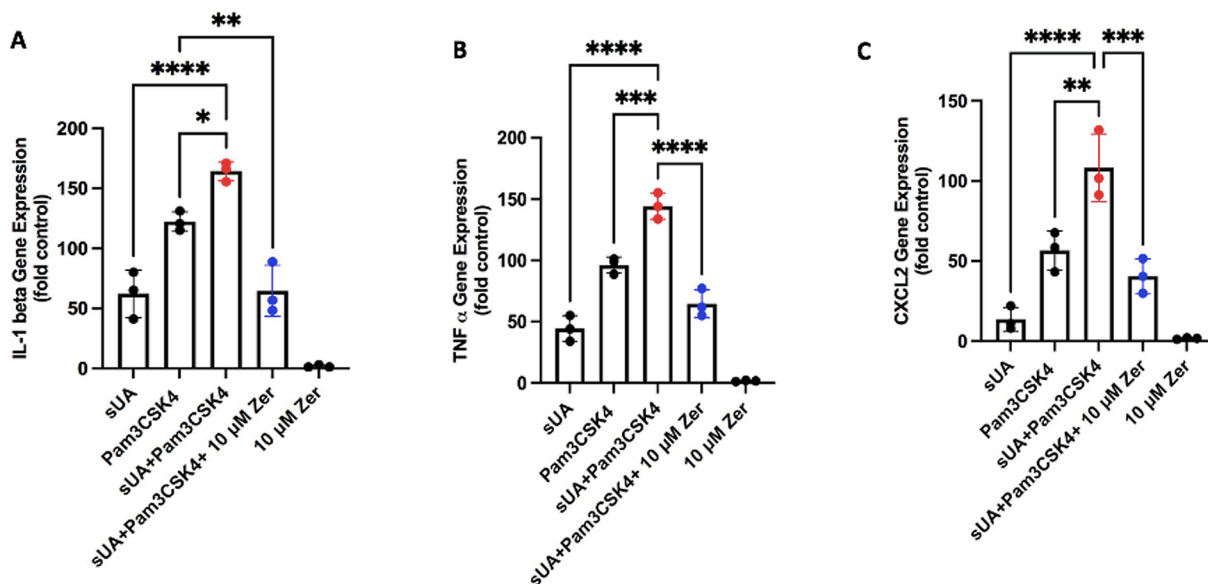 A
**
****
*
IL-1 beta Gene Expression
(fold control)
200
150
100
50
0
sUA
Pam3CSK4
sUA+Pam3CSK4
sUA+Pam3CSK4+ 10 µM Zer
10 µM Zer
B
****
***
****
TNF α Gene Expression
(fold control)
200
150
100
50
0
sUA
Pam3CSK4
sUA+Pam3CSK4
sUA+Pam3CSK4+ 10 µM Zer
10 µM Zer
C
****
***
**
CXCL2 Gene Expression
(fold control)
150
100
50
0
sUA
Pam3CSK4
sUA+Pam3CSK4
sUA+Pam3CSK4+ 10 µM Zer
10 µM Zer